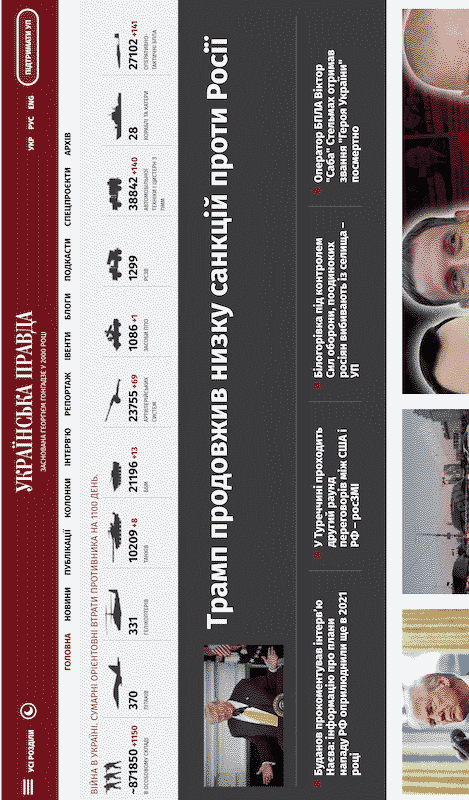 УСІ РОЗДІЛИ
УКРАЇНСЬКА ПРАВДА
ЗАСНОВАНА ГЕОРГІЄМ ҐОНҐАДЗЕ У 2000 РОЦІ
УКР РУС ENG
ПІДТРИМАТИ УП
ГОЛОВНА НОВИНИ ПУБЛІКАЦІЇ КОЛОНКИ ІНТЕРВ'Ю РЕПОРТАЖ ІВЕНТИ БЛОГИ ПОДКАСТИ СПЕЦПРОЄКТИ АРХІВ
ВІЙНА В УКРАЇНІ. СУМАРНІ ОРІЄНТОВНІ ВТРАТИ ПРОТИВНИКА НА 1100 ДЕНЬ.
~871850 +1150
В ОСОБОВОМУ СКЛАДІ
370
ЛІТАКІВ
331
ГЕЛІКОПТЕРІВ
10209 +8
ТАНКІВ
21196 +13
ББМ
23755 +69
АРТИЛЕРІЙСЬКИХ
СИСТЕМ
1086 +1
ЗАСОБИ ППО
1299
РСЗВ
38842 +140
АВТОМОБІЛЬНОЇ
ТЕХНІКИ І ЦИСТЕРН З
ПММ
28
КОРАБЛІ ТА КАТЕРИ
27102 +141
ОПЕРАТИВНО-
ТАКТИЧНІ БПЛА
Трамп продовжив низку санкцій проти Росії
Буданов прокоментував інтерв'ю
Наєва: інформацію про плани
нападу РФ оприлюднили ще в 2021
році
У Туреччині проходить
другий раунд
переговорів між США і
РФ – росЗМІ
Білогорівка під контролем
Сил оборони, поодиноких
росіян вибивають із селища –
УП
Оператор БПЛА Віктор
"Саба" Стельмах отримав
звання "Героя України"
посмертно